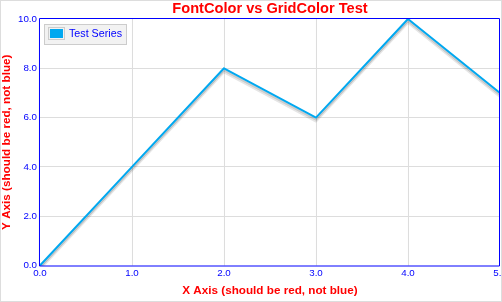 FontColor vs GridColor Test
10.0
Test Series
8.0
6.0
4.0
2.0
0.0
Y Axis (should be red, not blue)
0.0 1.0 2.0 3.0 4.0 5.
X Axis (should be red, not blue)